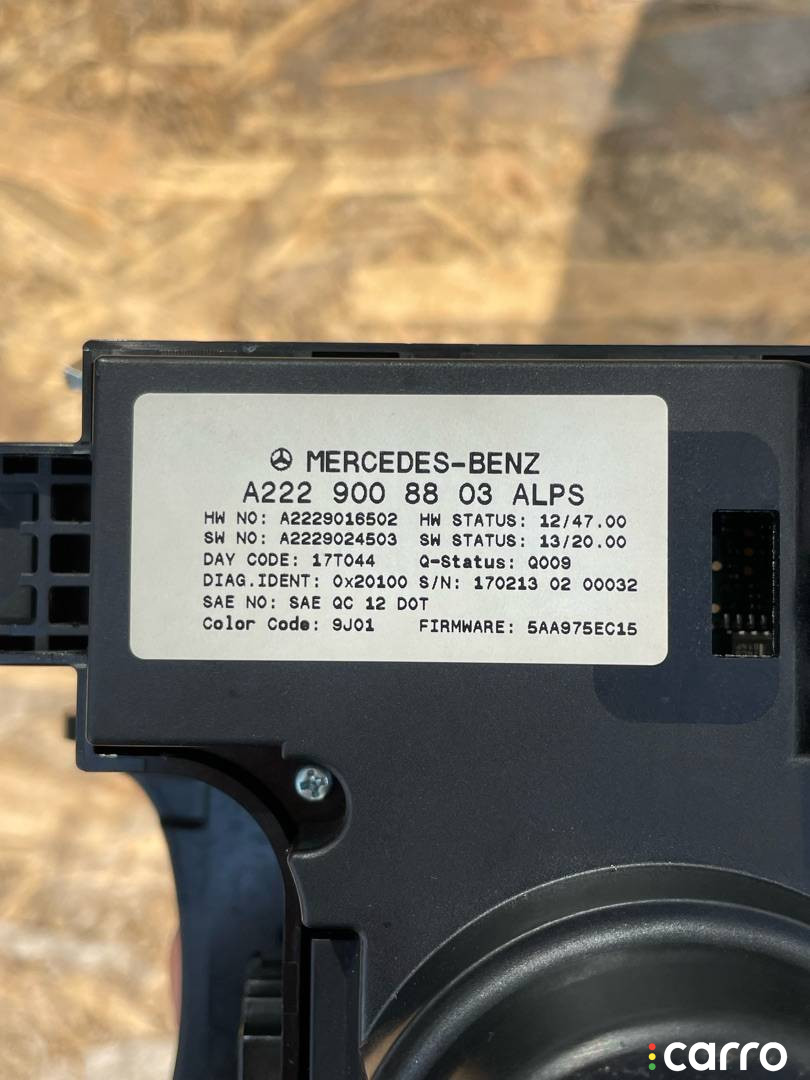 MERCEDES-BENZ
A222 900 88 03 ALPS
HW NO: A2229016502 HW STATUS: 12/47.00
SW NO: A2229024503 SW STATUS: 13/20.00
DAY CODE: 17T044 Q-Status: Q009
DIAG.IDENT: 0x20100 S/N: 170213 02 00032
SAE NO: SAE QC 12 DOT
Color Code: 9J01 FIRMWARE: 5AA975EC15
carro